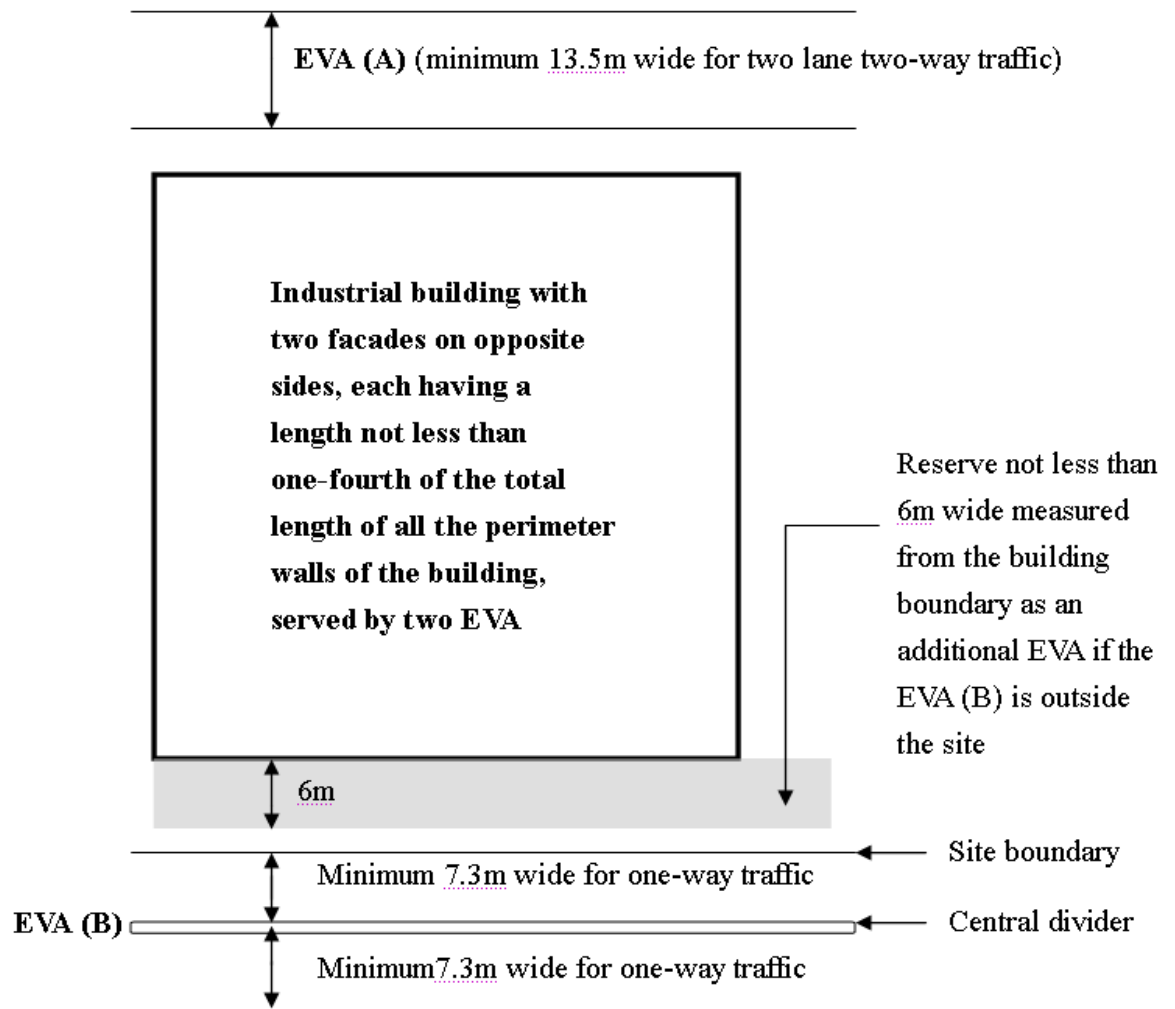 EVA (A) (minimum 13.5m wide for two lane two-way traffic)
Industrial building with
two facades on opposite
sides, each having a
length not less than
one-fourth of the total
length of all the perimeter
walls of the building,
served by two EVA
Reserve not less than
6m wide measured
from the building
boundary as an
additional EVA if the
EVA (B) is outside
the site
6m
Site boundary
Minimum 7.3m wide for one-way traffic
EVA (B)
Central divider
Minimum7.3m wide for one-way traffic